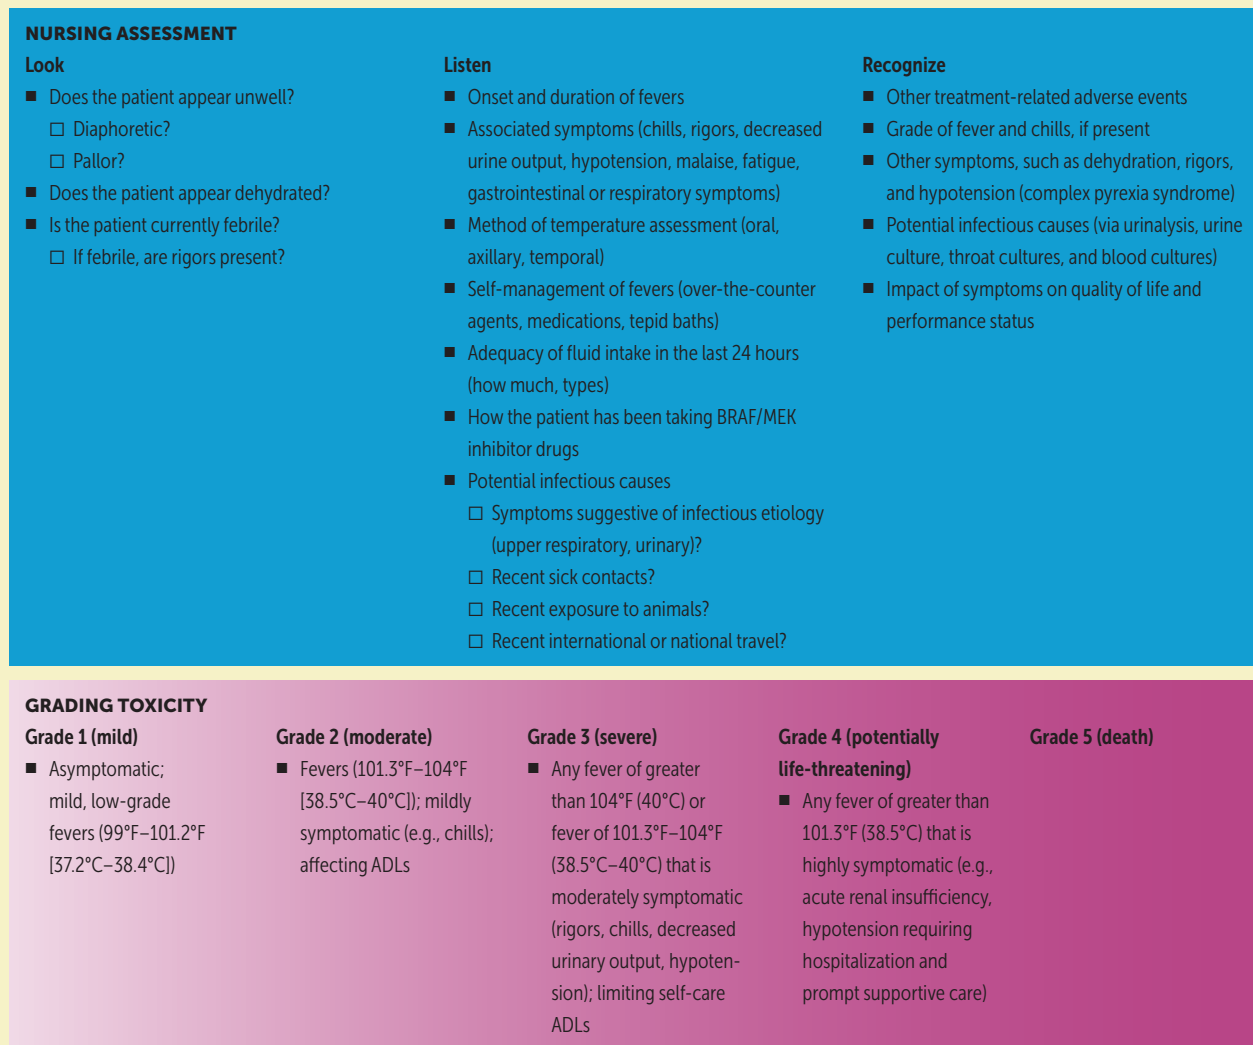 NURSING ASSESSMENT
Look
■ Does the patient appear unwell?
□ Diaphoretic?
□ Pallor?
■ Does the patient appear dehydrated?
■ Is the patient currently febrile?
□ If febrile, are rigors present?
Listen
■ Onset and duration of fevers
■ Associated symptoms (chills, rigors, decreased
urine output, hypotension, malaise, fatigue,
gastrointestinal or respiratory symptoms)
■ Method of temperature assessment (oral,
axillary, temporal)
■ Self-management of fevers (over-the-counter
agents, medications, tepid baths)
■ Adequacy of fluid intake in the last 24 hours
(how much, types)
■ How the patient has been taking BRAF/MEK
inhibitor drugs
■ Potential infectious causes
□ Symptoms suggestive of infectious etiology
(upper respiratory, urinary)?
□ Recent sick contacts?
□ Recent exposure to animals?
□ Recent international or national travel?
Recognize
■ Other treatment-related adverse events
■ Grade of fever and chills, if present
■ Other symptoms, such as dehydration, rigors,
and hypotension (complex pyrexia syndrome)
■ Potential infectious causes (via urinalysis, urine
culture, throat cultures, and blood cultures)
■ Impact of symptoms on quality of life and
performance status
GRADING TOXICITY
Grade 1 (mild)
■ Asymptomatic;
mild, low-grade
fevers (99°F–101.2°F
[37.2°C–38.4°C])
Grade 2 (moderate)
■ Fevers (101.3°F–104°F
[38.5°C–40°C]); mildly
symptomatic (e.g., chills);
affecting ADLs
Grade 3 (severe)
■ Any fever of greater
than 104°F (40°C) or
fever of 101.3°F–104°F
(38.5°C–40°C) that is
moderately symptomatic
(rigors, chills, decreased
urinary output, hypoten-
sion); limiting self-care
ADLs
Grade 4 (potentially
life-threatening)
■ Any fever of greater than
101.3°F (38.5°C) that is
highly symptomatic (e.g.,
acute renal insufficiency,
hypotension requiring
hospitalization and
prompt supportive care)
Grade 5 (death)